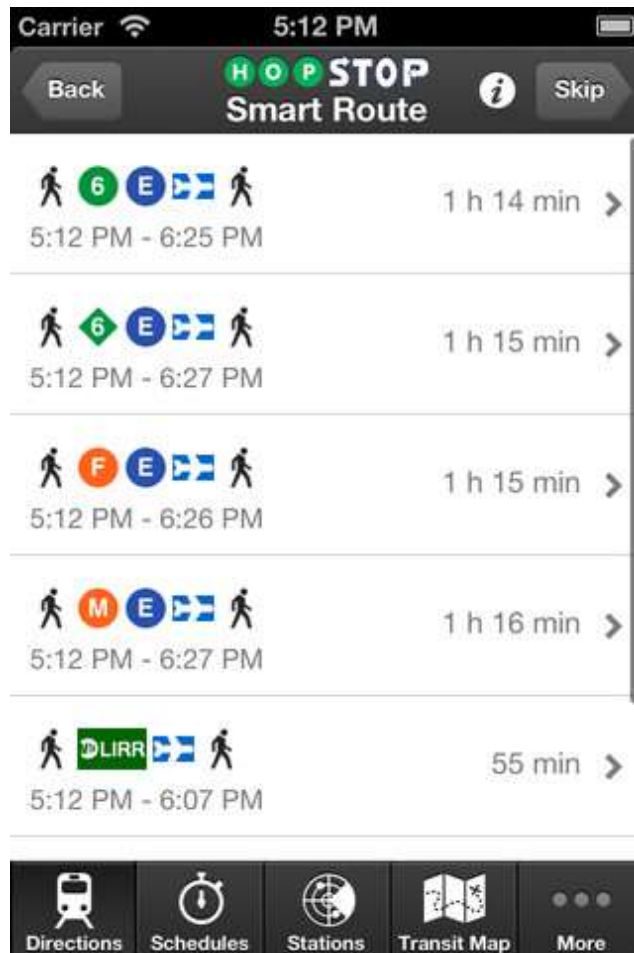 Carrier 5:12 PM
Back HOPSTOP Skip
Smart Route
6 E 1 h 14 min
5:12 PM - 6:25 PM
6 E 1 h 15 min
5:12 PM - 6:27 PM
F E 1 h 15 min
5:12 PM - 6:26 PM
M E 1 h 16 min
5:12 PM - 6:27 PM
LIRR 55 min
5:12 PM - 6:07 PM
Directions Schedules Stations Transit Map More